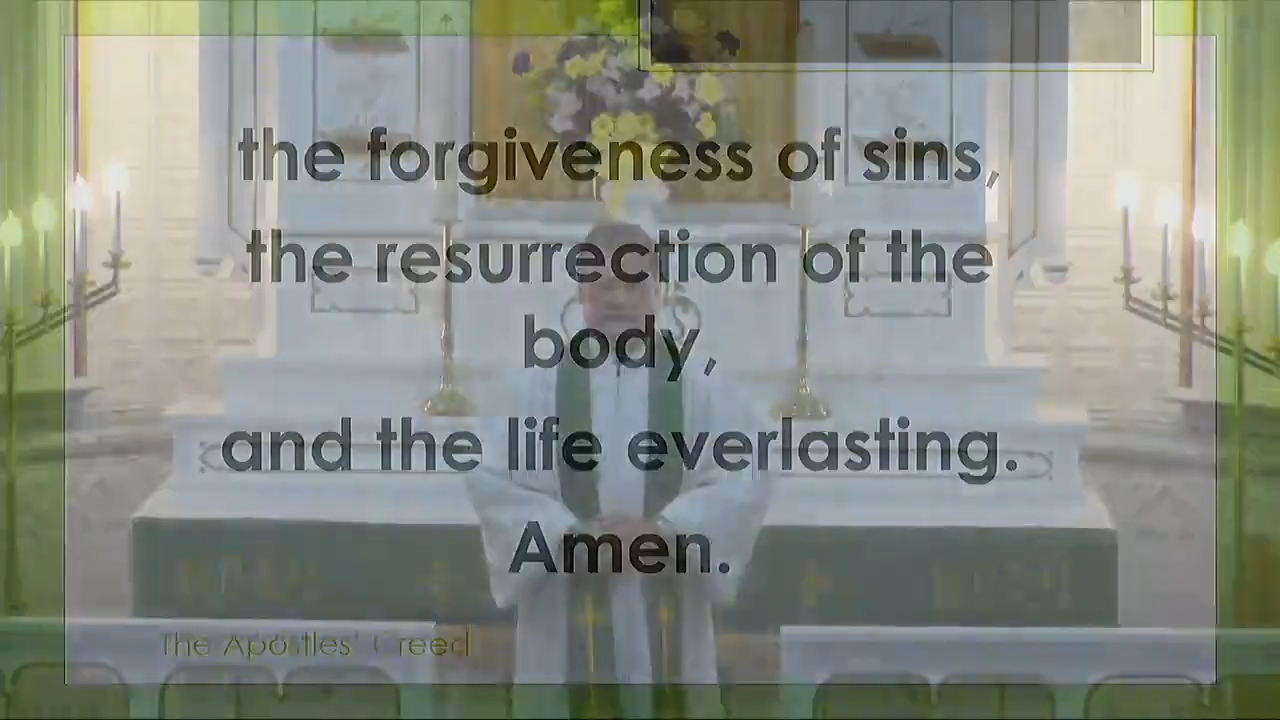 the forgiveness of sins,
the resurrection of the
body,
and the life everlasting.
Amen.
The Apostles' Creed